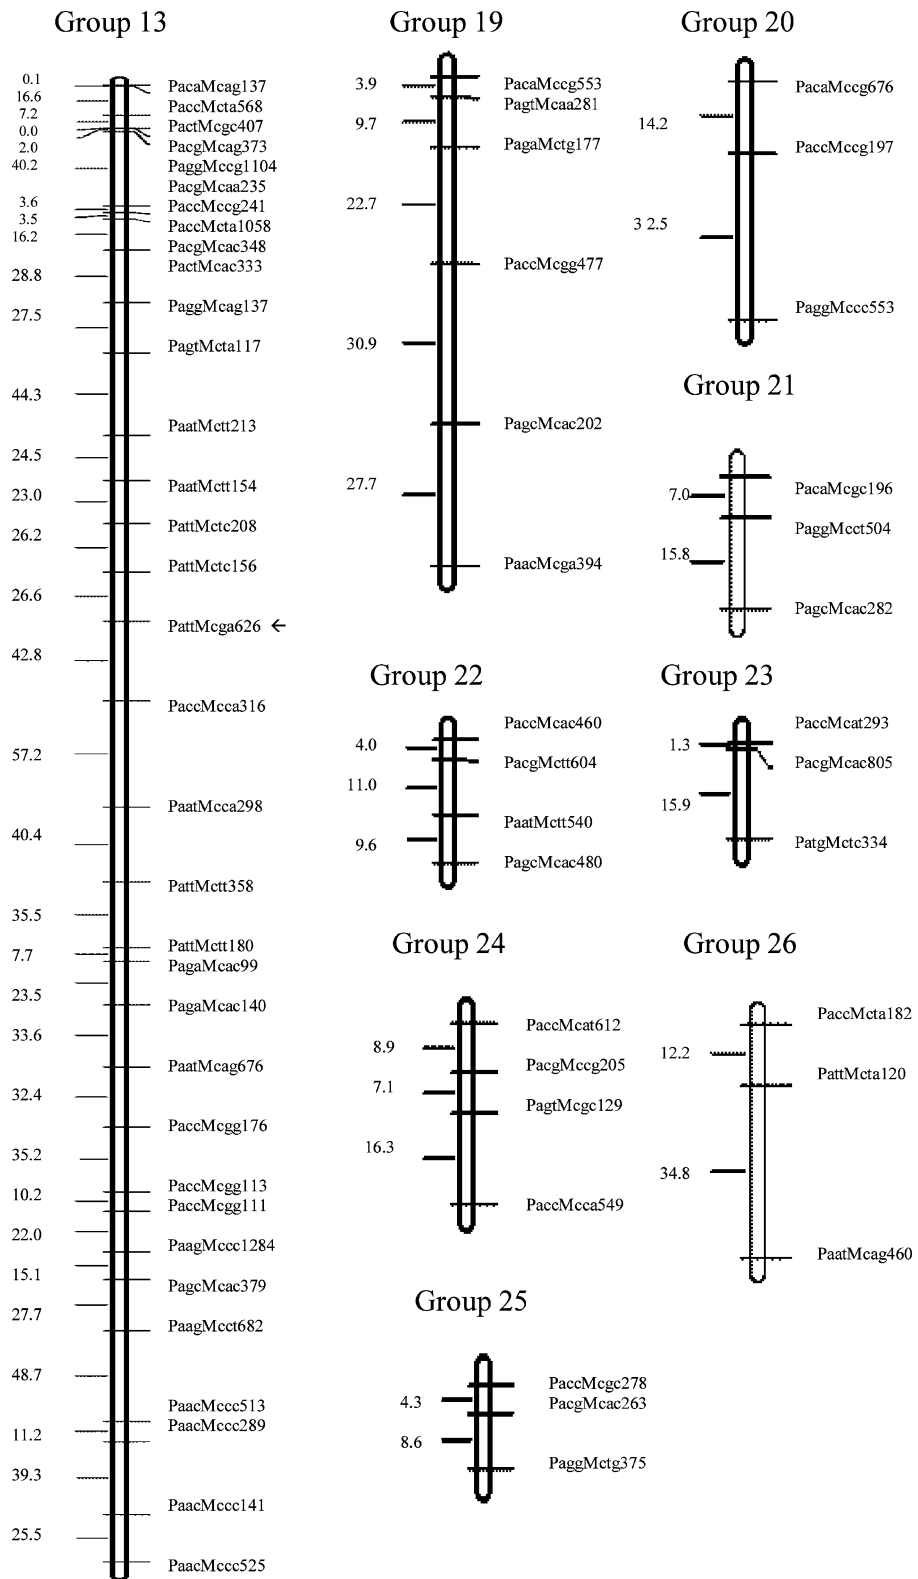 Group 13
0.1
16.6
7.2
0.0
2.0
40.2
3.6
3.5
16.2
28.8
27.5
44.3
24.5
23.0
26.2
26.6
42.8
57.2
40.4
35.5
7.7
23.5
33.6
32.4
35.2
10.2
22.0
15.1
27.7
48.7
11.2
39.3
25.5
PacaMcag137
PaccMcta568
PactMcgc407
PacgMcag373
PaggMccg1104
PacgMcaa235
PaccMccg241
PaccMcta1058
PacgMcac348
PactMcac333
PaggMcag137
PagtMcta117
PaatMctt213
PaatMctt154
PattMctc208
PattMctc156
PattMcga626 ←
PaccMcca316
PaatMcca298
PattMctt358
PattMctt180
PagaMcac99
PagaMcac140
PaatMcag676
PaccMcgg176
PaccMcgg113
PaccMcgg111
PaagMccc1284
PagcMcac379
PaagMcct682
PaacMccc513
PaacMccc289
PaacMccc141
PaacMccc525
Group 19
3.9
9.7
22.7
30.9
27.7
PacaMccg553
PagtMcaa281
PagaMctg177
PaccMcgg477
PagcMcac202
PaacMcga394
Group 20
14.2
3 2.5
PacaMccg676
PaccMccg197
PaggMccc553
Group 21
7.0
15.8
PacaMcgc196
PaggMcct504
PagcMcac282
Group 22
4.0
11.0
9.6
PaccMcac460
PacgMctt604
PaatMctt540
PagcMcac480
Group 23
1.3
15.9
PaccMcat293
PacgMcac805
PatgMctc334
Group 24
8.9
7.1
16.3
PaccMcat612
PacgMccg205
PagtMcgc129
PaccMcca549
Group 26
12.2
34.8
PaccMcta182
PattMcta120
PaatMcag460
Group 25
4.3
8.6
PaccMcgc278
PacgMcac263
PaggMctg375